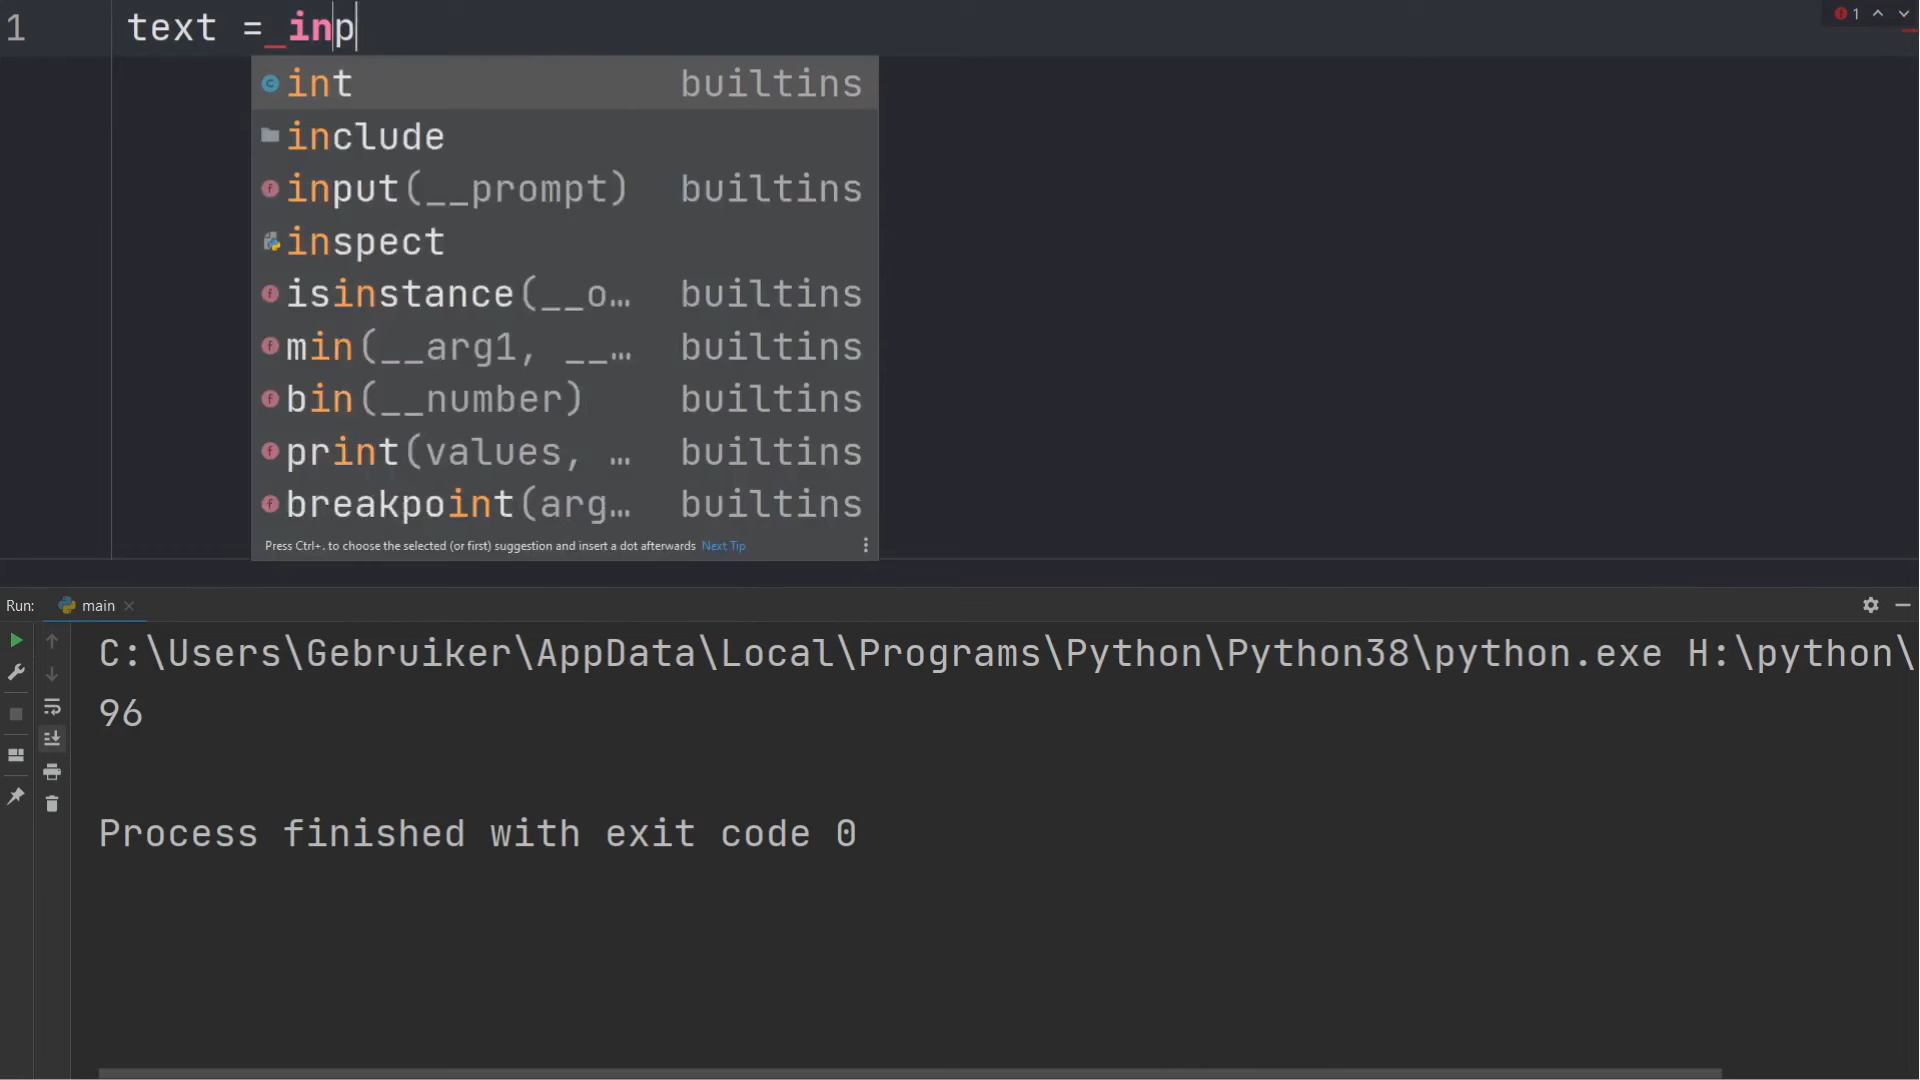 1 text = inp
1
int builtins
include
input(__prompt) builtins
inspect
isinstance(__o… builtins
min(__arg1, __… builtins
bin(__number) builtins
print(values, … builtins
breakpoint(arg… builtins
Press Ctrl+. to choose the selected (or first) suggestion and insert a dot afterwards Next Tip
Run: main
C:\Users\Gebruiker\AppData\Local\Programs\Python\Python38\python.exe H:\python\
96
Process finished with exit code 0